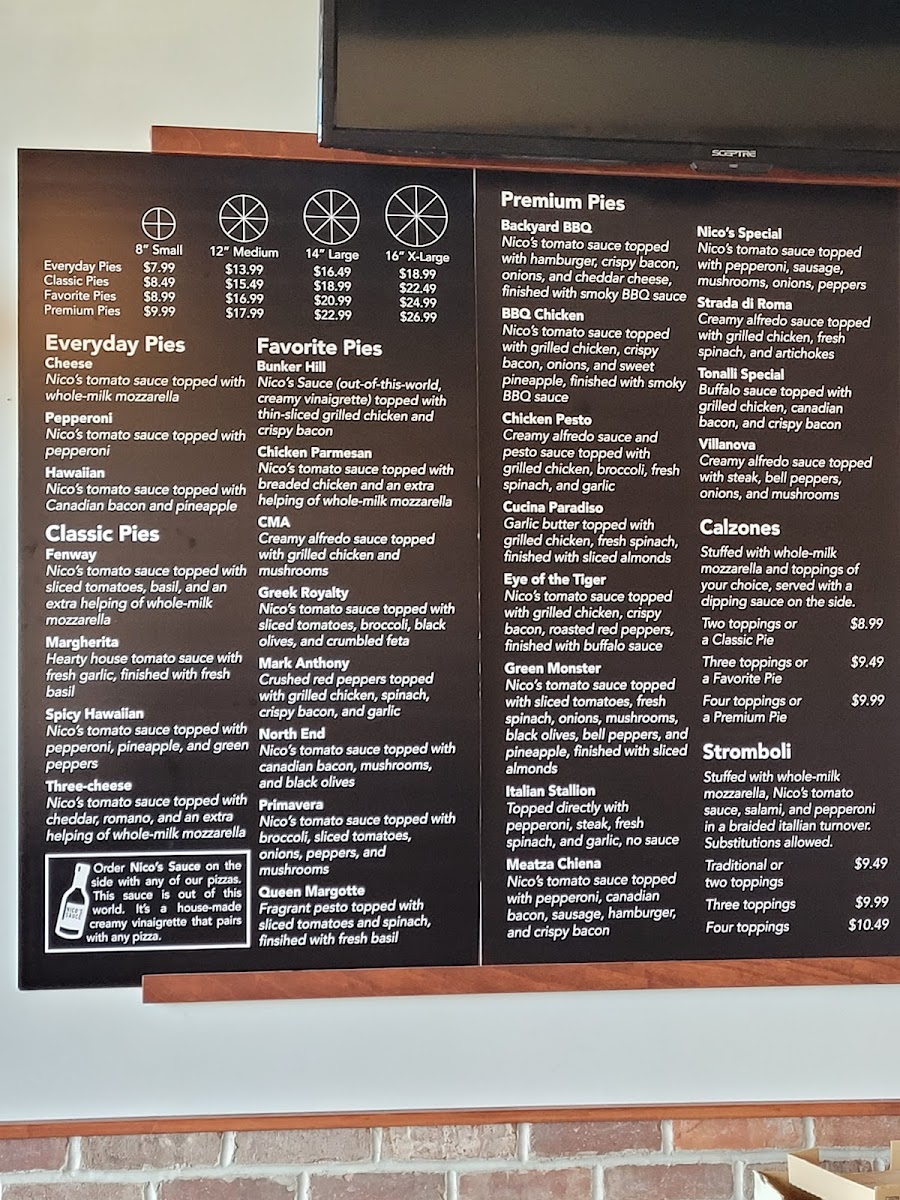 SCEPTRE
8" Small 12" Medium 14" Large 16" X-Large
Everyday Pies $7.99 $13.99 $16.49 $18.99
Classic Pies $8.49 $15.49 $18.99 $22.49
Favorite Pies $8.99 $16.99 $20.99 $24.99
Premium Pies $9.99 $17.99 $22.99 $26.99
Everyday Pies
Cheese
Nico's tomato sauce topped with
whole-milk mozzarella
Pepperoni
Nico's tomato sauce topped with
pepperoni
Hawaiian
Nico's tomato sauce topped with
Canadian bacon and pineapple
Classic Pies
Fenway
Nico's tomato sauce topped with
sliced tomatoes, basil, and an
extra helping of whole-milk
mozzarella
Margherita
Hearty house tomato sauce with
fresh garlic, finished with fresh
basil
Spicy Hawaiian
Nico's tomato sauce topped with
pepperoni, pineapple, and green
peppers
Three-cheese
Nico's tomato sauce topped with
cheddar, romano, and an extra
helping of whole-milk mozzarella
NICO'S
SAUCE
Order Nico's Sauce on the
side with any of our pizzas.
This sauce is out of this
world. It's a house-made
creamy vinaigrette that pairs
with any pizza.
Favorite Pies
Bunker Hill
Nico's Sauce (out-of-this-world,
creamy vinaigrette) topped with
thin-sliced grilled chicken and
crispy bacon
Chicken Parmesan
Nico's tomato sauce topped with
breaded chicken and an extra
helping of whole-milk mozzarella
CMA
Creamy alfredo sauce topped
with grilled chicken and
mushrooms
Greek Royalty
Nico's tomato sauce topped with
sliced tomatoes, broccoli, black
olives, and crumbled feta
Mark Anthony
Crushed red peppers topped
with grilled chicken, spinach,
crispy bacon, and garlic
North End
Nico's tomato sauce topped with
canadian bacon, mushrooms,
and black olives
Primavera
Nico's tomato sauce topped with
broccoli, sliced tomatoes,
onions, peppers, and
mushrooms
Queen Margotte
Fragrant pesto topped with
sliced tomatoes and spinach,
finsihed with fresh basil
Premium Pies
Backyard BBQ
Nico's tomato sauce topped
with hamburger, crispy bacon,
onions, and cheddar cheese,
finished with smoky BBQ sauce
BBQ Chicken
Nico's tomato sauce topped
with grilled chicken, crispy
bacon, onions, and sweet
pineapple, finished with smoky
BBQ sauce
Chicken Pesto
Creamy alfredo sauce and
pesto sauce topped with
grilled chicken, broccoli, fresh
spinach, and garlic
Cucina Paradiso
Garlic butter topped with
grilled chicken, fresh spinach,
finished with sliced almonds
Eye of the Tiger
Nico's tomato sauce topped
with grilled chicken, crispy
bacon, roasted red peppers,
finished with buffalo sauce
Green Monster
Nico's tomato sauce topped
with sliced tomatoes, fresh
spinach, onions, mushrooms,
black olives, bell peppers, and
pineapple, finished with sliced
almonds
Italian Stallion
Topped directly with
pepperoni, steak, fresh
spinach, and garlic, no sauce
Meatza Chiena
Nico's tomato sauce topped
with pepperoni, canadian
bacon, sausage, hamburger,
and crispy bacon
Nico's Special
Nico's tomato sauce topped
with pepperoni, sausage,
mushrooms, onions, peppers
Strada di Roma
Creamy alfredo sauce topped
with grilled chicken, fresh
spinach, and artichokes
Tonalli Special
Buffalo sauce topped with
grilled chicken, canadian
bacon, and crispy bacon
Villanova
Creamy alfredo sauce topped
with steak, bell peppers,
onions, and mushrooms
Calzones
Stuffed with whole-milk
mozzarella and toppings of
your choice, served with a
dipping sauce on the side.
Two toppings or $8.99
a Classic Pie
Three toppings or $9.49
a Favorite Pie
Four toppings or $9.99
a Premium Pie
Stromboli
Stuffed with whole-milk
mozzarella, Nico's tomato
sauce, salami, and pepperoni
in a braided itallian turnover.
Substitutions allowed.
Traditional or $9.49
two toppings
Three toppings $9.99
Four toppings $10.49